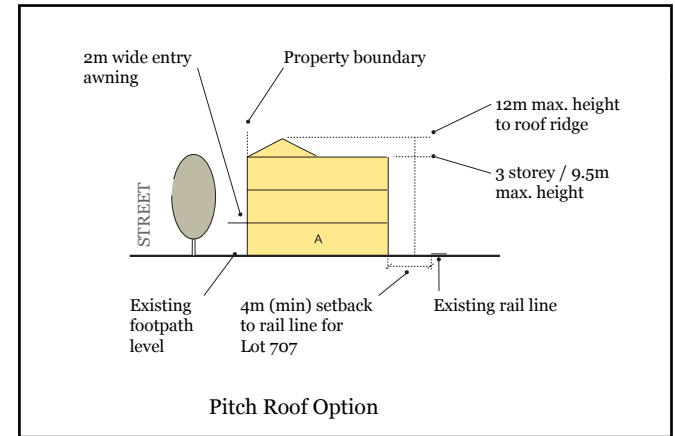 2m wide entry
awning
Property boundary
12m max. height
to roof ridge
3 storey / 9.5m
max. height
STREET
A
Existing
footpath
level
4m (min) setback
to rail line for
Lot 707
Existing rail line
Pitch Roof Option